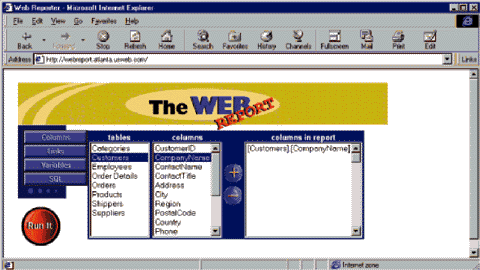 Web Reporter - Microsoft Internet Explorer
File Edit View Go Favorites Help
Back Forward Stop Refresh Home Search Favorites History Channels Fullscreen Mail Print Edit
Address http://webreport.atlanta.usweb.com/ Links
The WEB
REPORT
Columns
Links
Variables
SQL
Run It
tables
Categories
Customers
Employees
Order Details
Orders
Products
Shippers
Suppliers
columns
CustomerID
CompanyName
ContactName
ContactTitle
Address
City
Region
PostalCode
Country
Phone
columns in report
[Customers].[CompanyName]
Internet zone